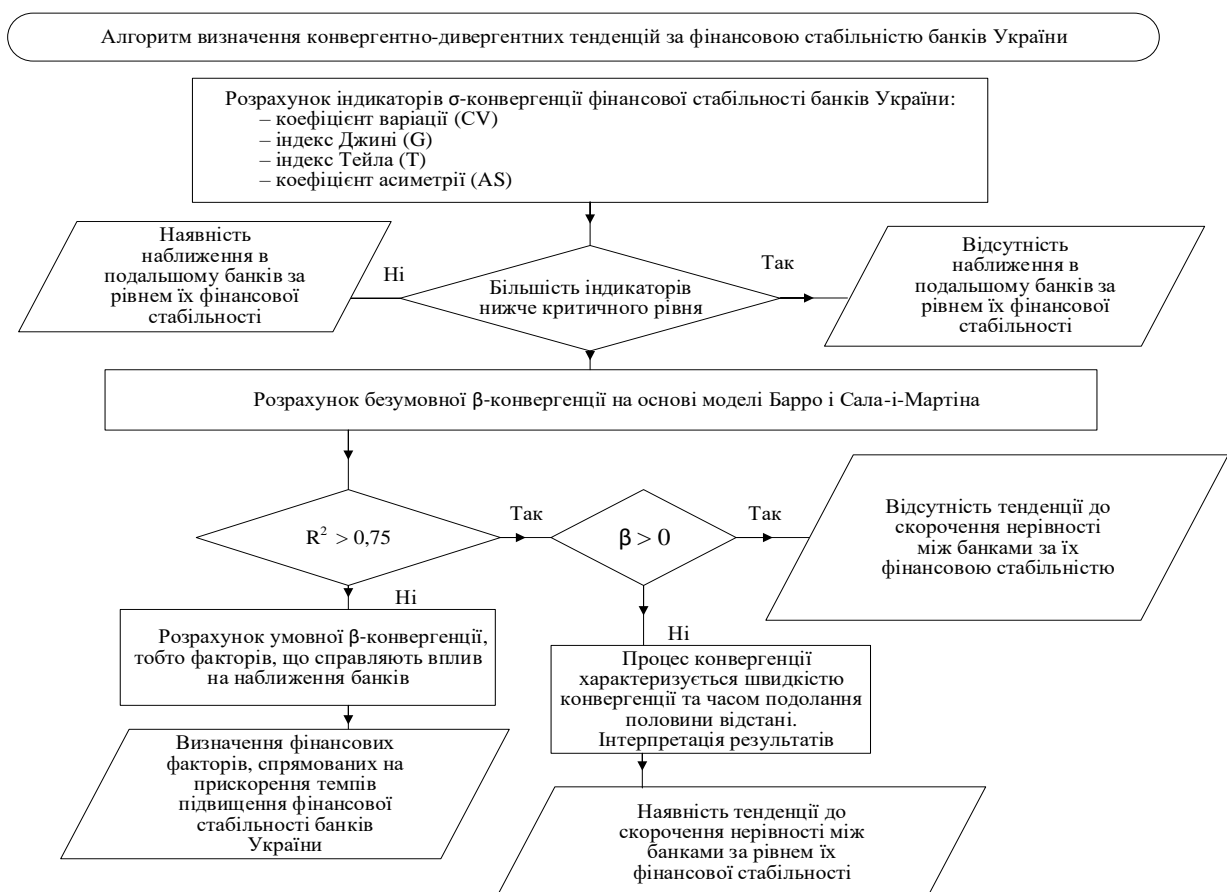 Алгоритм визначення конвергентно-дивергентних тенденцій за фінансовою стабільністю банків України
Розрахунок індикаторів σ-конвергенції фінансової стабільності банків України:
– коефіцієнт варіації (CV)
– індекс Джині (G)
– індекс Тейла (T)
– коефіцієнт асиметрії (AS)
Наявність
наближення в
подальшому банків за
рівнем їх фінансової
стабільності
Ні
Більшість індикаторів
нижче критичного рівня
Так
Відсутність
наближення в
подальшому банків за
рівнем їх фінансової
стабільності
Розрахунок безумовної β-конвергенції на основі моделі Барро і Сала-і-Мартіна
R² > 0,75
Так
β > 0
Так
Відсутність тенденції до
скорочення нерівності
між банками за їх
фінансовою стабільністю
Ні
Розрахунок умовної β-конвергенції,
тобто факторів, що справляють вплив
на наближення банків
Ні
Процес конвергенції
характеризується швидкістю
конвергенції та часом подолання
половини відстані.
Інтерпретація результатів
Визначення фінансових
факторів, спрямованих на
прискорення темпів
підвищення фінансової
стабільності банків
України
Наявність тенденції до
скорочення нерівності між
банками за рівнем їх
фінансової стабільності